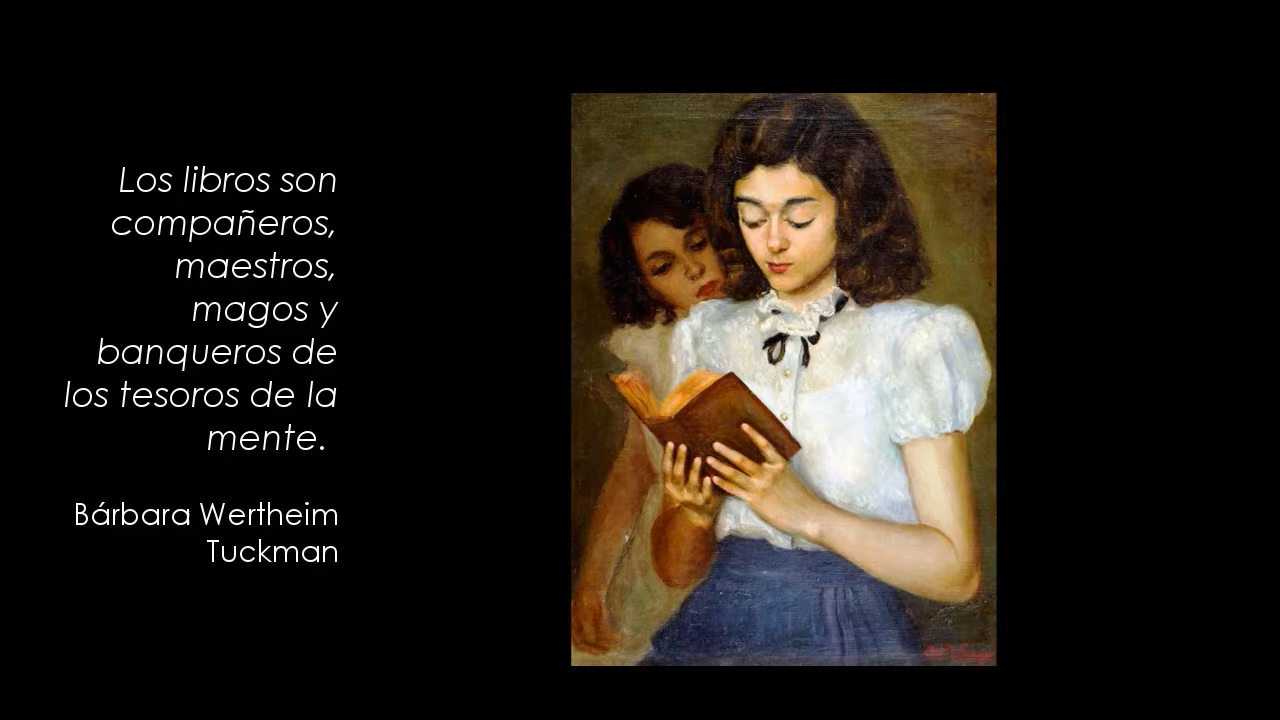 Los libros son
compañeros,
maestros,
magos y
banqueros de
los tesoros de la
mente.
Bárbara Wertheim
Tuckman